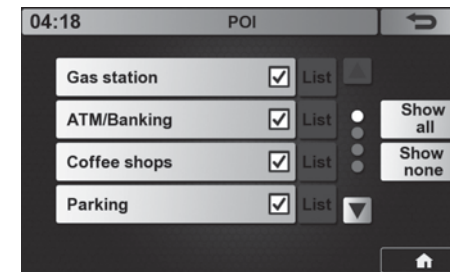 04:18 POI
Gas station List
ATM/Banking List
Coffee shops List
Parking List
Show
all
Show
none